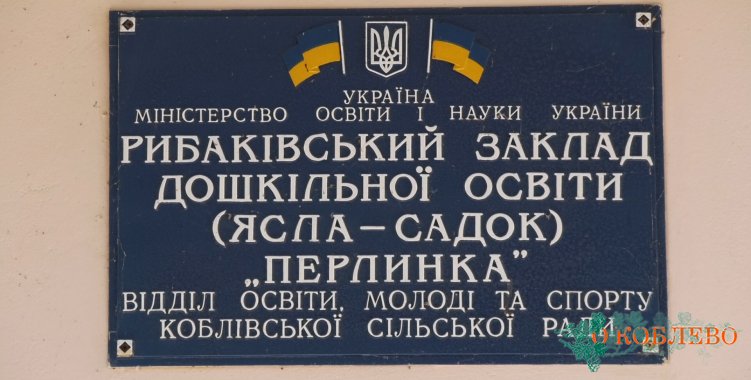 УКРАЇНА
МІНІСТЕРСТВО ОСВІТИ І НАУКИ УКРАЇНИ
РИБАКІВСЬКИЙ ЗАКЛАД
ДОШКІЛЬНОЇ ОСВІТИ
(ЯСЛА – САДОК)
„ПЕРЛИНКА”
ВІДДІЛ ОСВІТИ, МОЛОДІ ТА СПОРТУ
КОБЛІВСЬКОЇ СІЛЬСЬКОЇ РАДИ
О КОБЛЕВО